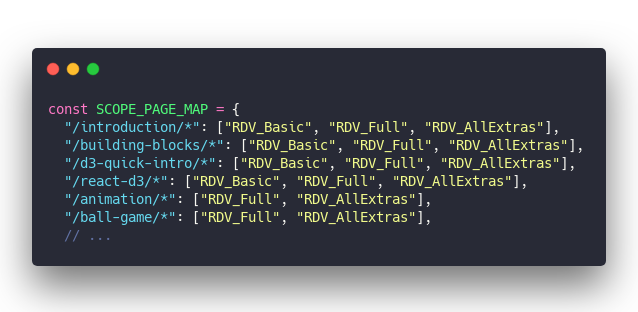 const SCOPE_PAGE_MAP = {
  "/introduction/*": ["RDV_Basic", "RDV_Full", "RDV_AllExtras"],
  "/building-blocks/*": ["RDV_Basic", "RDV_Full", "RDV_AllExtras"],
  "/d3-quick-intro/*": ["RDV_Basic", "RDV_Full", "RDV_AllExtras"],
  "/react-d3/*": ["RDV_Basic", "RDV_Full", "RDV_AllExtras"],
  "/animation/*": ["RDV_Full", "RDV_AllExtras"],
  "/ball-game/*": ["RDV_Full", "RDV_AllExtras"],
  // ...